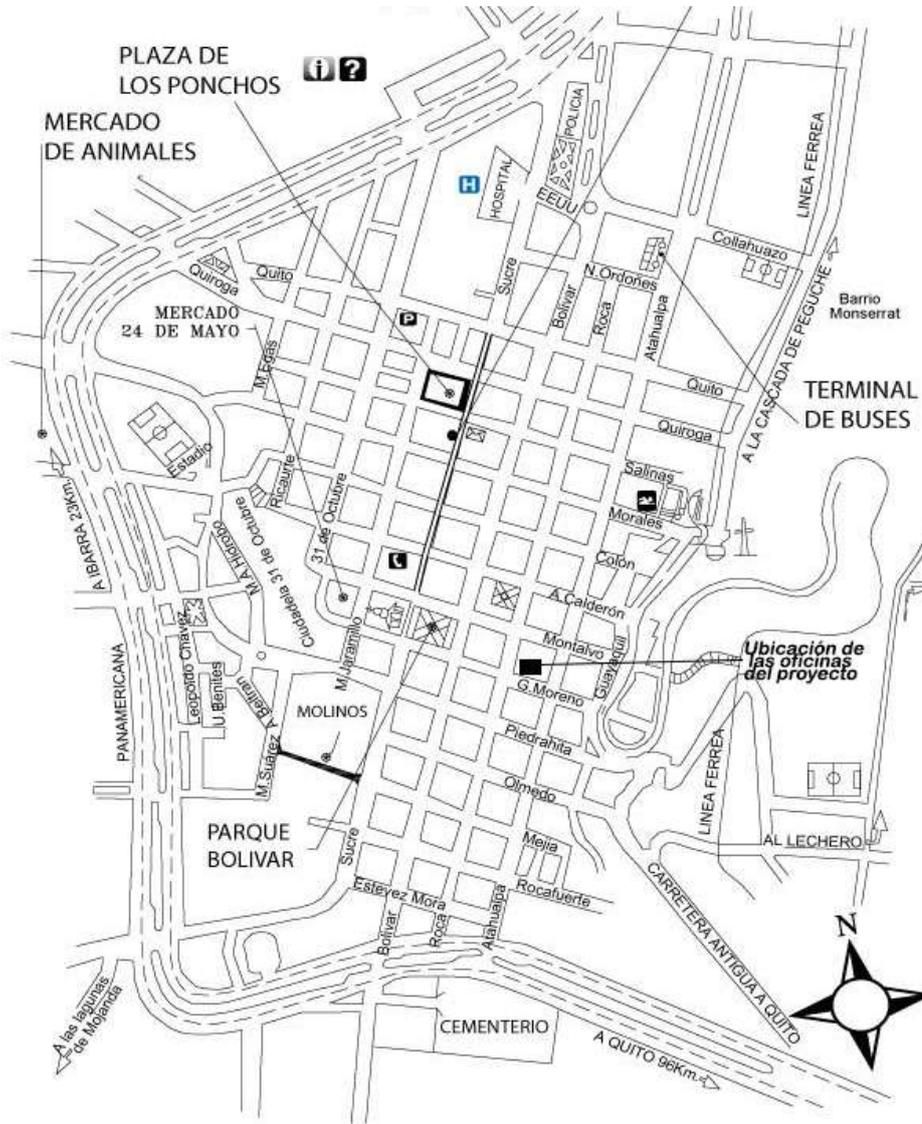 PLAZA DE
LOS PONCHOS
i
?
MERCADO
DE ANIMALES
POLICIA
H
HOSPITAL
EEUU
LINEA FERREA
Collahuazo
N.Ordones
Quito
Quiroga
Sucre
Bolivar
Roca
Atahualpa
Barrio
Monserrat
MERCADO
24 DE MAYO
P
M.Egas
A LA CASCADA DE PEGUCHE
Quito
Quiroga
TERMINAL
DE BUSES
Estadio
Ricaurte
31 de Octubre
Salinas
Morales
Colón
A IBARRA 23Km.
M.A Hidrobo
Ciudadela 31 de Octubre
A.Calderón
Montalvo
Guayaquil
Ubicación de
las oficinas
del proyecto
G.Moreno
PANAMERICANA
Leopoldo Chavez
U.Benites
A Beltran
M.Jaramillo
MOLINOS
Piedrahita
M.Suárez
Olmedo
LINEA FERREA
PARQUE
BOLIVAR
Sucre
Mejia
AL LECHERO
Estevez Mora
Rocafuerte
Bolivar
Roca
Atahualpa
CARRETERA ANTIGUA A QUITO
N
A las lagunas
de Mojanda
CEMENTERIO
A QUITO 96Km.